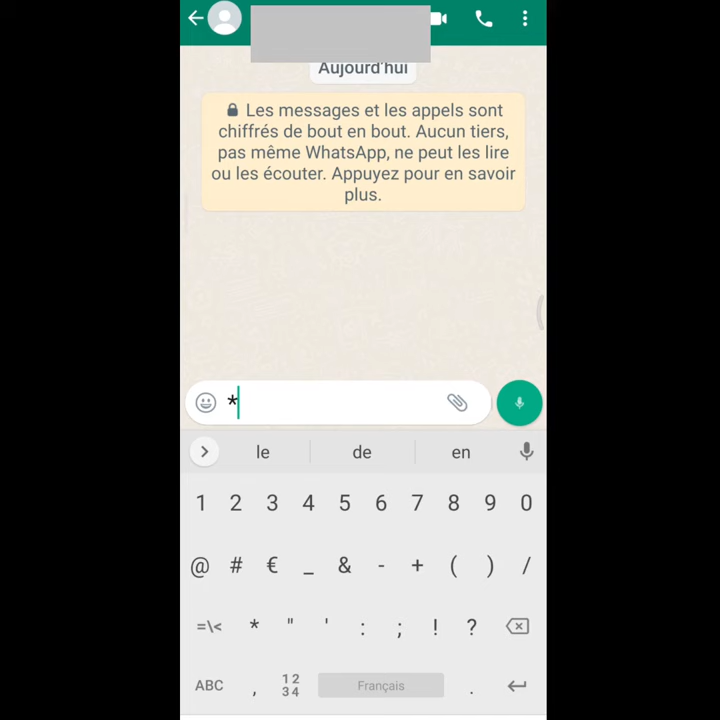 Aujourd'hui
Les messages et les appels sont
chiffrés de bout en bout. Aucun tiers,
pas même WhatsApp, ne peut les lire
ou les écouter. Appuyez pour en savoir
plus.
*
le de en
1 2 3 4 5 6 7 8 9 0
@ # € _ & - + ( ) /
=\< * " ' : ; ! ?
ABC , 12 34 Français .